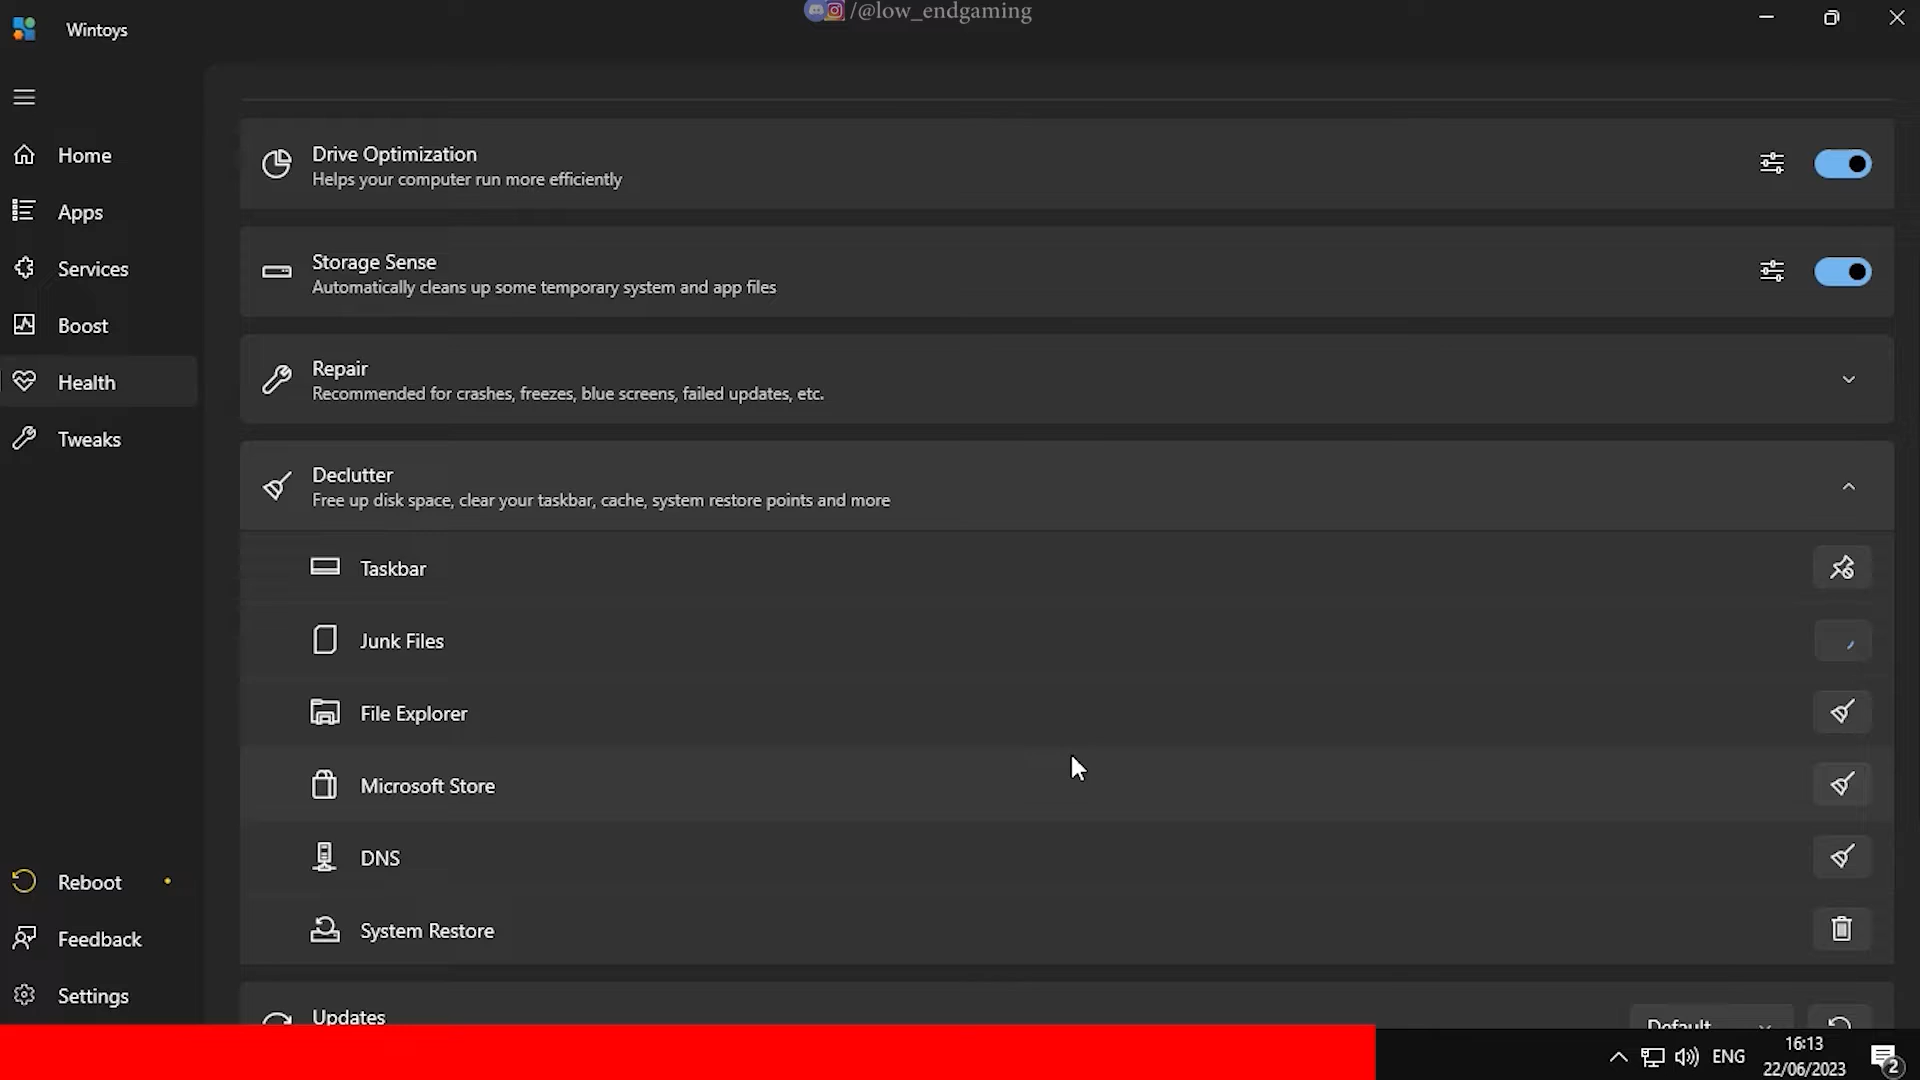 /@low_endgaming
Wintoys
Home
Apps
Services
Boost
Health
Tweaks
Reboot
Feedback
Settings
Drive Optimization
Helps your computer run more efficiently
Storage Sense
Automatically cleans up some temporary system and app files
Repair
Recommended for crashes, freezes, blue screens, failed updates, etc.
Declutter
Free up disk space, clear your taskbar, cache, system restore points and more
Taskbar
Junk Files
File Explorer
Microsoft Store
DNS
System Restore
Updates
Default
ENG
16:13
22/06/2023
2